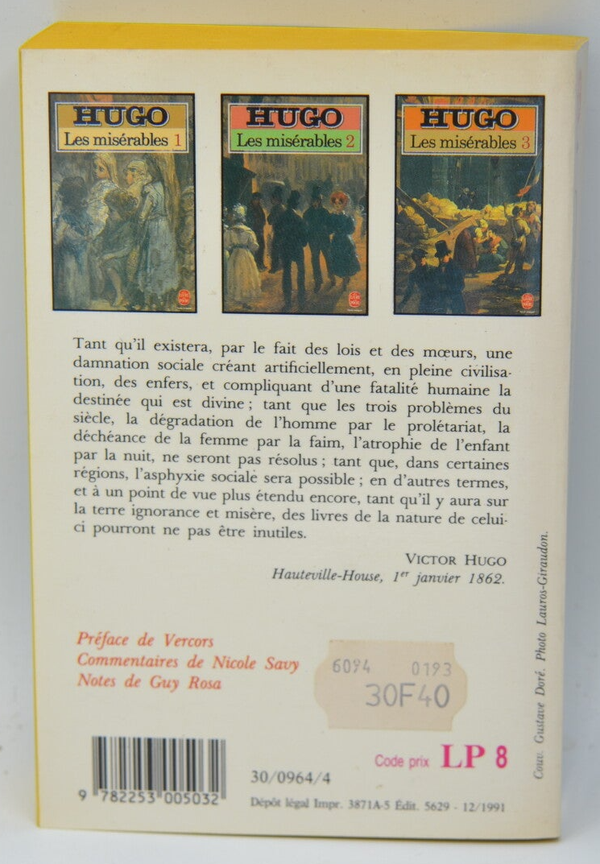 HUGO
Les misérables 1
HUGO
Les misérables 2
HUGO
Les misérables 3
Tant qu'il existera, par le fait des lois et des mœurs, une
damnation sociale créant artificiellement, en pleine civilisa-
tion, des enfers, et compliquant d'une fatalité humaine la
destinée qui est divine ; tant que les trois problèmes du
siècle, la dégradation de l'homme par le prolétariat, la
déchéance de la femme par la faim, l'atrophie de l'enfant
par la nuit, ne seront pas résolus ; tant que, dans certaines
régions, l'asphyxie sociale sera possible ; en d'autres termes,
et à un point de vue plus étendu encore, tant qu'il y aura sur
la terre ignorance et misère, des livres de la nature de celui-
ci pourront ne pas être inutiles.
VICTOR HUGO
Hauteville-House, 1er janvier 1862.
Préface de Vercors
Commentaires de Nicole Savy
Notes de Guy Rosa
6094 0193
30F40
Couv. Gustave Doré. Photo Lauros-Giraudon.
Code prix LP 8
9 782253 005032
30/0964/4
Dépôt légal Impr. 3871A-5 Édit. 5629 - 12/1991